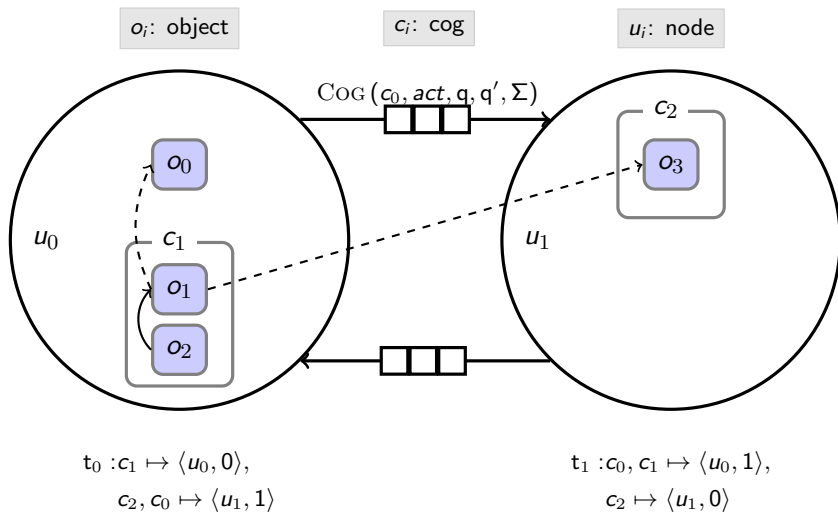 oᵢ: object
cᵢ: cog
uᵢ: node
COG (c₀, act, q, q′, Σ)
c₂
o₀
o₃
u₀
u₁
c₁
o₁
o₂
t₀ :c₁ ↦ ⟨u₀, 0⟩,
c₂, c₀ ↦ ⟨u₁, 1⟩
t₁ :c₀, c₁ ↦ ⟨u₀, 1⟩,
c₂ ↦ ⟨u₁, 0⟩